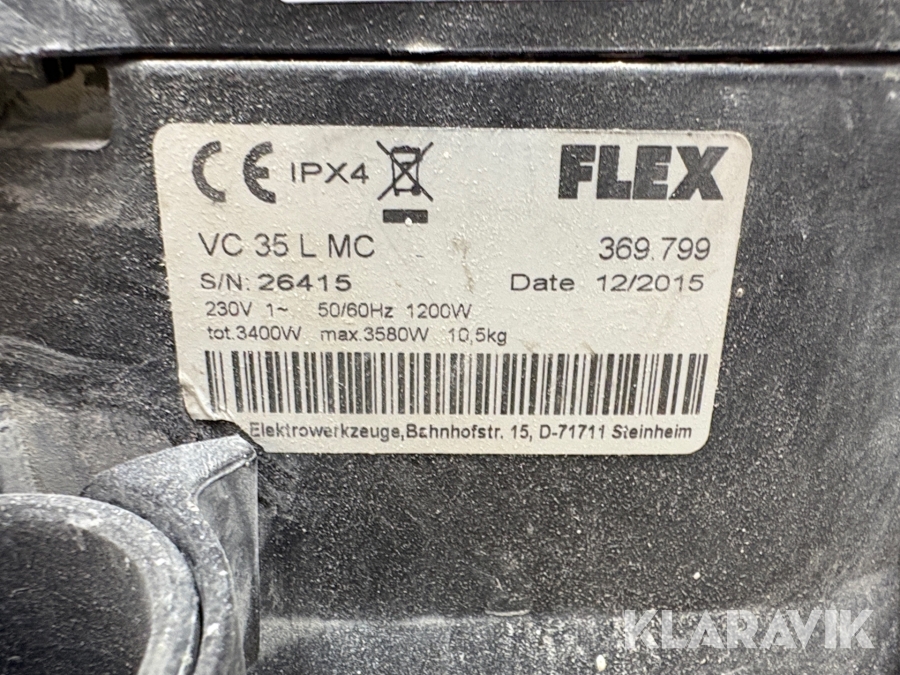 CE IPX4 FLEX
VC 35 L MC 369.799
S/N: 26415 Date 12/2015
230V 1~ 50/60Hz 1200W
tot.3400W max.3580W 10,5kg
Elektrowerkzeuge, Bahnhofstr. 15, D-71711 Steinheim
KLARAVIK